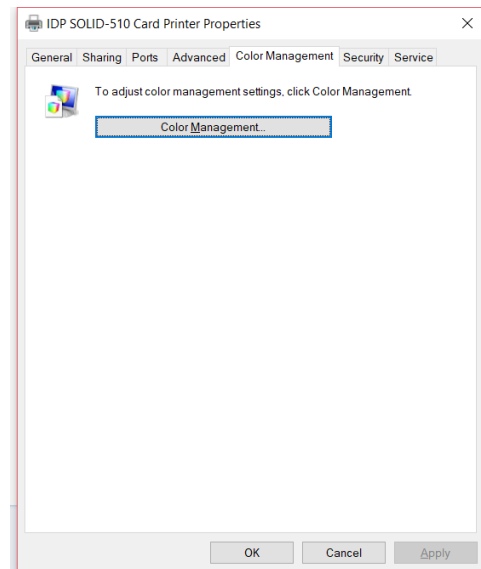 IDP SOLID-510 Card Printer Properties
General Sharing Ports Advanced Color Management Security Service
To adjust color management settings, click Color Management.
Color Management...
OK Cancel Apply